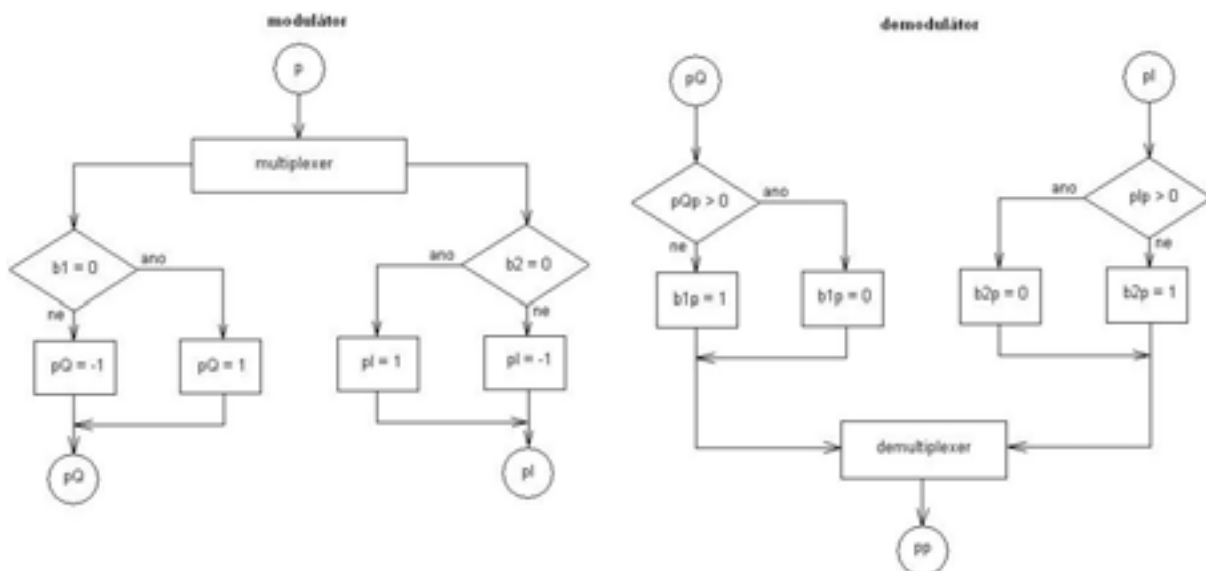 modulátor
p
multiplexer
b1 = 0
ano
ne
pQ = -1
pQ = 1
pQ
ano
b2 = 0
ne
pI = 1
pI = -1
pI
demodulátor
pQ
pQp > 0
ano
ne
b1p = 1
b1p = 0
pI
ano
pIp > 0
ne
b2p = 0
b2p = 1
demultiplexer
pp